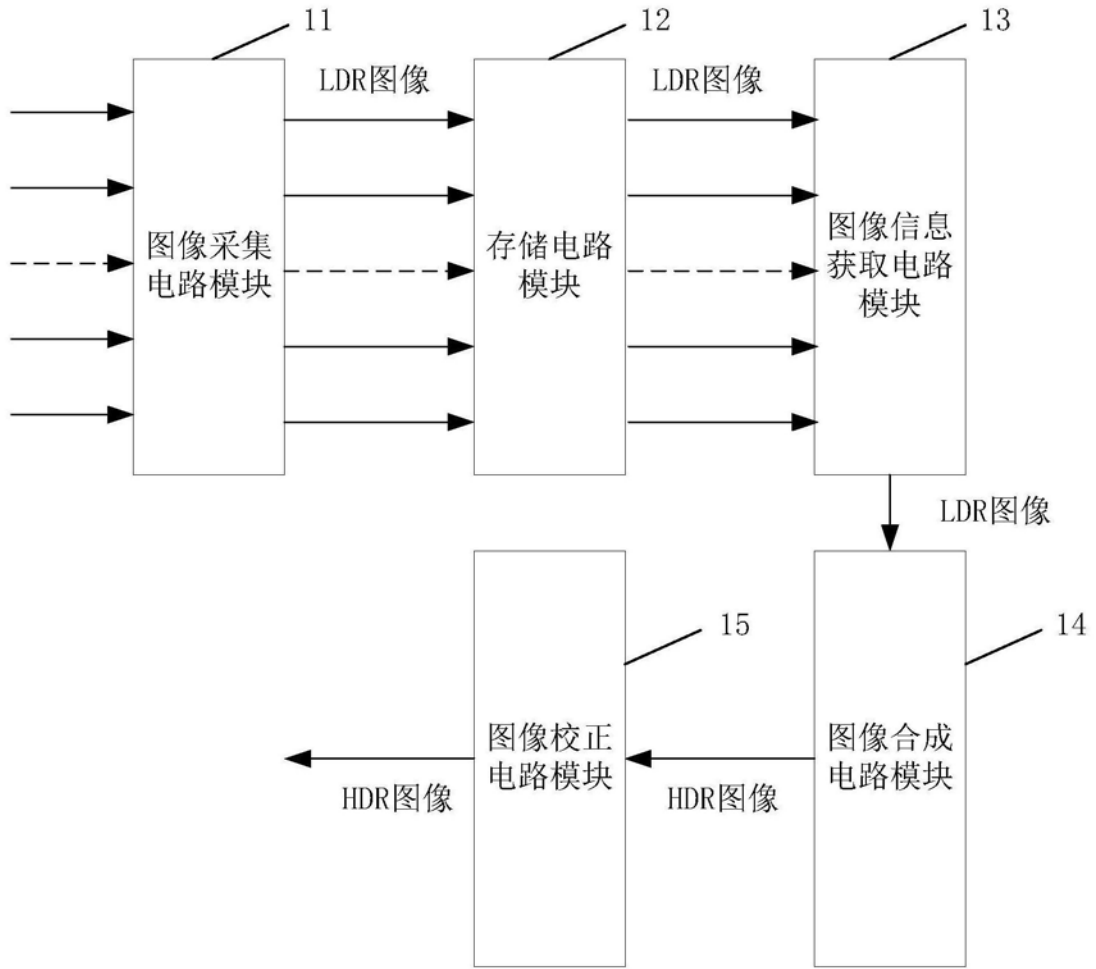 11
12
13
LDR图像
LDR图像
图像采集
电路模块
存储电路
模块
图像信息
获取电路
模块
LDR图像
15
14
图像校正
电路模块
图像合成
电路模块
HDR图像
HDR图像